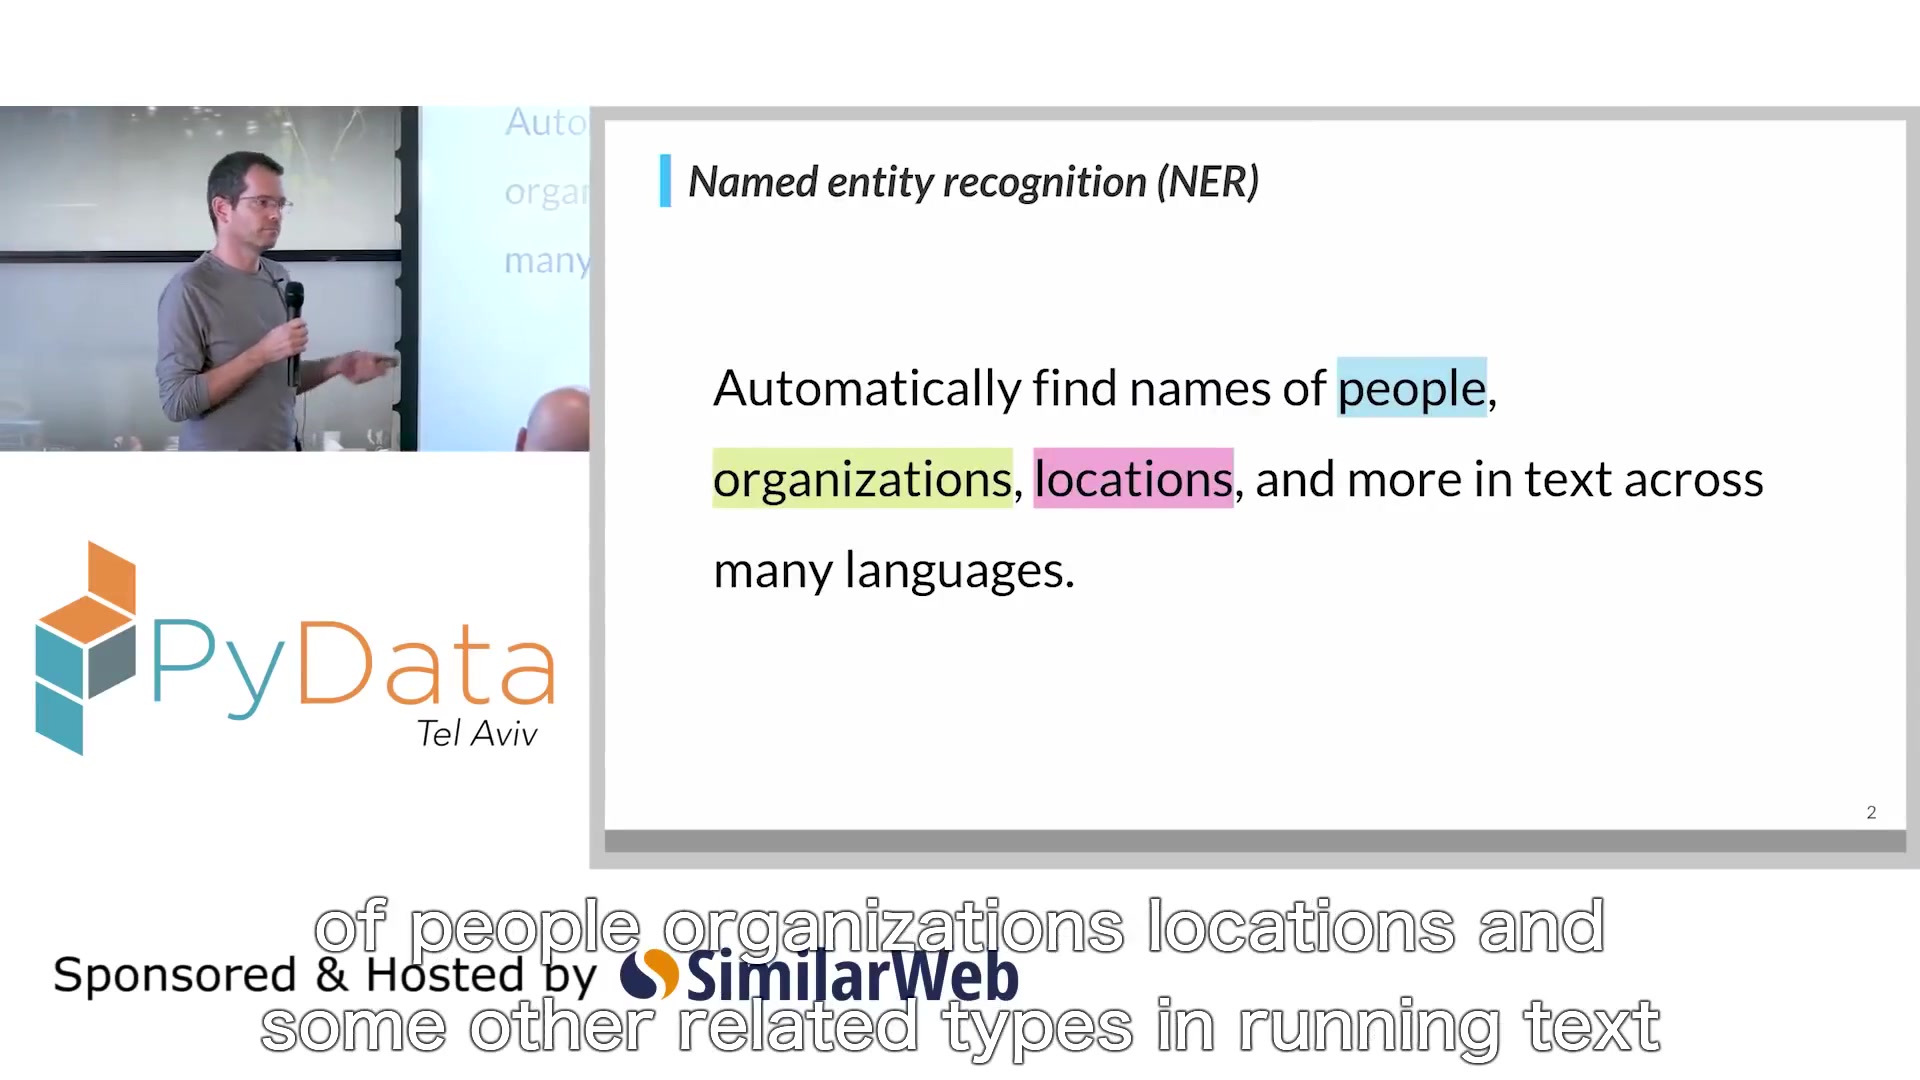 Auto
organ
many
Named entity recognition (NER)
Automatically find names of people,
organizations, locations, and more in text across
many languages.
2
PyData
Tel Aviv
Sponsored & Hosted by SimilarWeb
of people organizations locations and
some other related types in running text